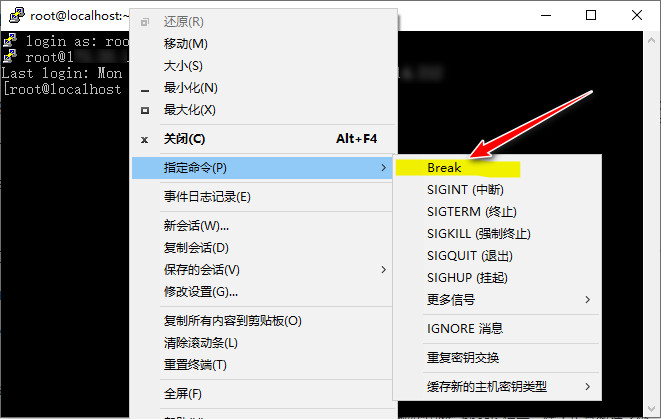 root@localhost:~
login as: roo
root@1
Last login: Mon
[root@localhost
还原(R)
移动(M)
大小(S)
最小化(N)
最大化(X)
关闭(C) Alt+F4
指定命令(P)
事件日志记录(E)
新会话(W)...
复制会话(D)
保存的会话(V)
修改设置(G)...
复制所有内容到剪贴板(O)
清除滚动条(L)
重置终端(T)
全屏(F)
Break
SIGINT (中断)
SIGTERM (终止)
SIGKILL (强制终止)
SIGQUIT (退出)
SIGHUP (挂起)
更多信号
IGNORE 消息
重复密钥交换
缓存新的主机密钥类型